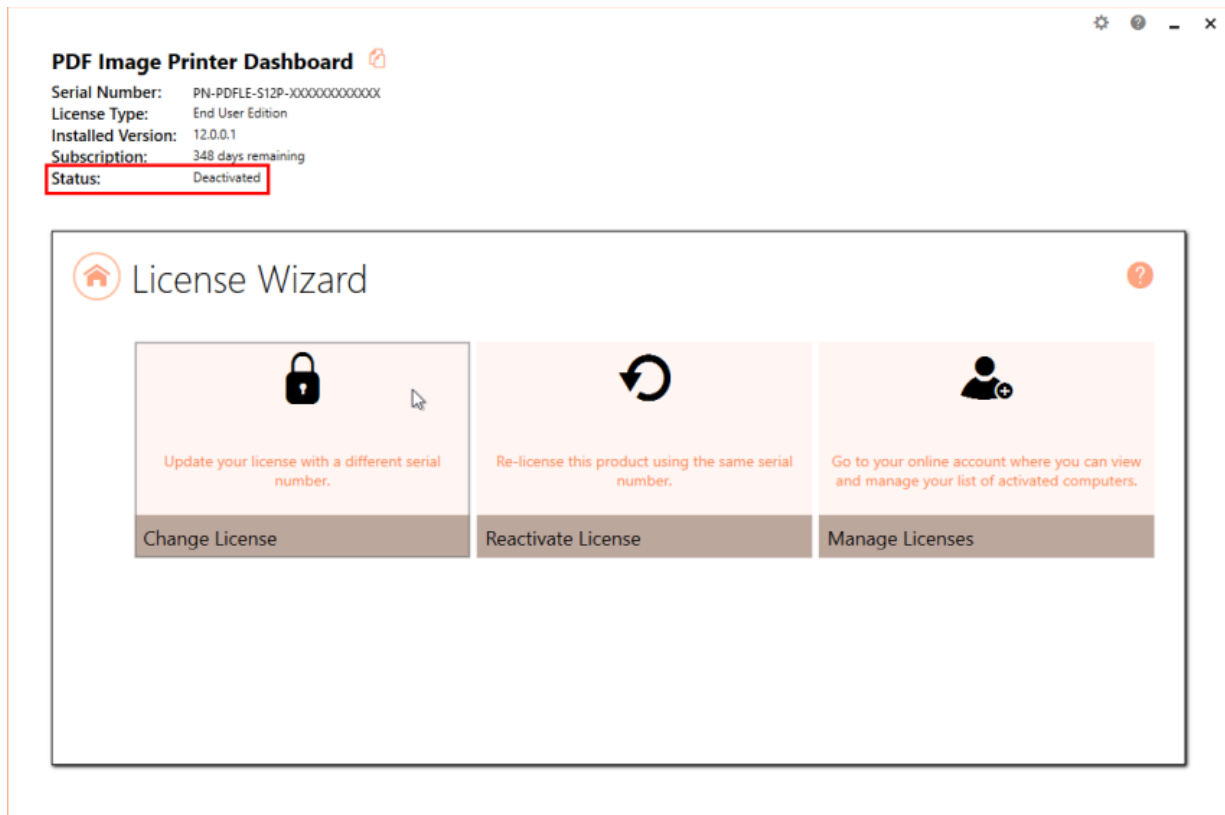 PDF Image Printer Dashboard
Serial Number: PN-PDFLE-S12P-XXXXXXXXXXXX
License Type: End User Edition
Installed Version: 12.0.0.1
Subscription: 348 days remaining
Status: Deactivated
License Wizard
Update your license with a different serial
number.
Change License
Re-license this product using the same serial
number.
Reactivate License
Go to your online account where you can view
and manage your list of activated computers.
Manage Licenses